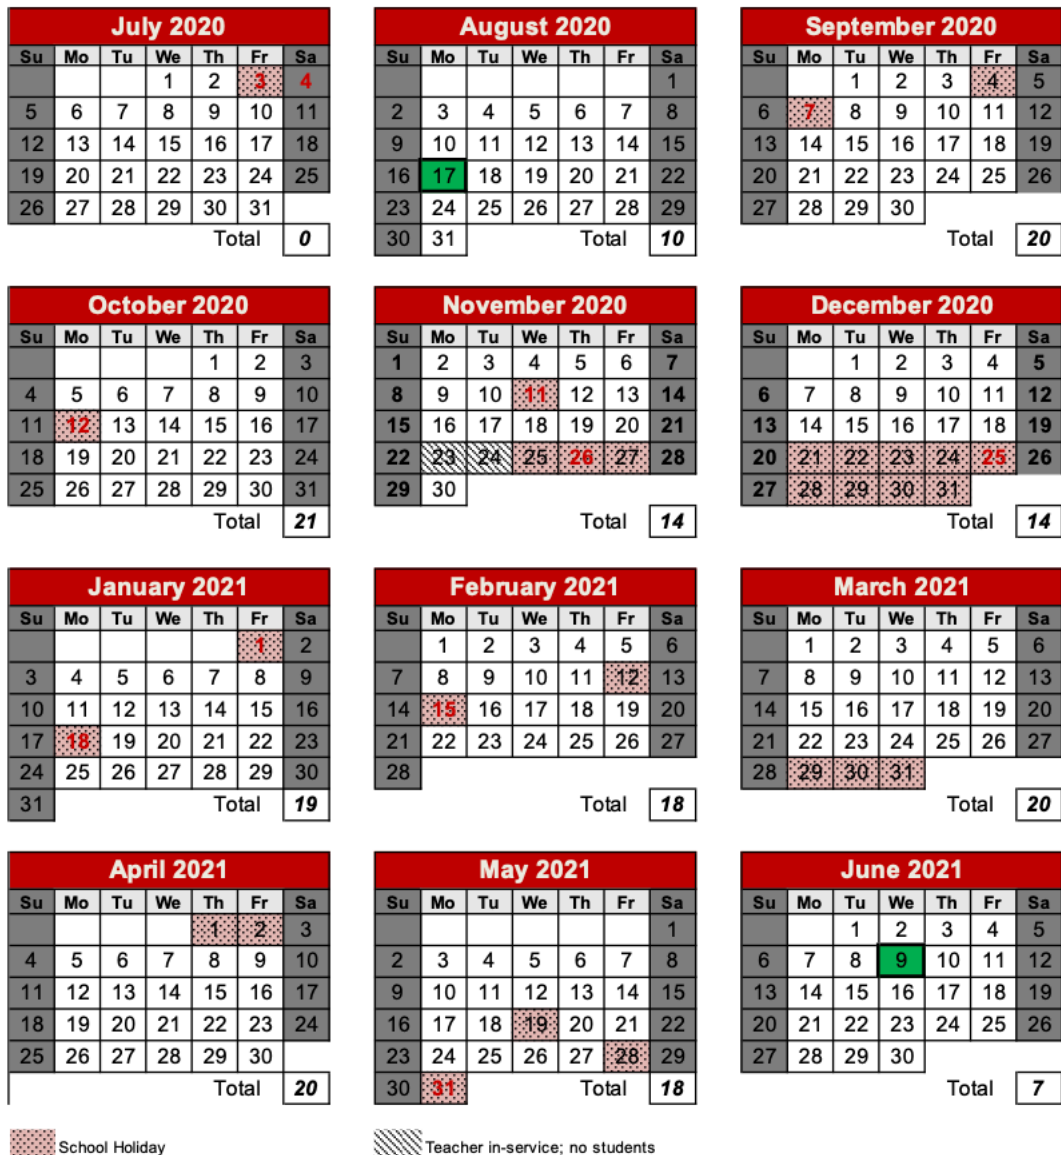 July 2020
Su Mo Tu We Th Fr Sa
1 2 3 4
5 6 7 8 9 10 11
12 13 14 15 16 17 18
19 20 21 22 23 24 25
26 27 28 29 30 31
Total 0
August 2020
Su Mo Tu We Th Fr Sa
1
2 3 4 5 6 7 8
9 10 11 12 13 14 15
16 17 18 19 20 21 22
23 24 25 26 27 28 29
30 31 Total 10
September 2020
Su Mo Tu We Th Fr Sa
1 2 3 4 5
6 7 8 9 10 11 12
13 14 15 16 17 18 19
20 21 22 23 24 25 26
27 28 29 30
Total 20
October 2020
Su Mo Tu We Th Fr Sa
1 2 3
4 5 6 7 8 9 10
11 12 13 14 15 16 17
18 19 20 21 22 23 24
25 26 27 28 29 30 31
Total 21
November 2020
Su Mo Tu We Th Fr Sa
1 2 3 4 5 6 7
8 9 10 11 12 13 14
15 16 17 18 19 20 21
22 23 24 25 26 27 28
29 30
Total 14
December 2020
Su Mo Tu We Th Fr Sa
1 2 3 4 5
6 7 8 9 10 11 12
13 14 15 16 17 18 19
20 21 22 23 24 25 26
27 28 29 30 31
Total 14
January 2021
Su Mo Tu We Th Fr Sa
1 2
3 4 5 6 7 8 9
10 11 12 13 14 15 16
17 18 19 20 21 22 23
24 25 26 27 28 29 30
31 Total 19
February 2021
Su Mo Tu We Th Fr Sa
1 2 3 4 5 6
7 8 9 10 11 12 13
14 15 16 17 18 19 20
21 22 23 24 25 26 27
28
Total 18
March 2021
Su Mo Tu We Th Fr Sa
1 2 3 4 5 6
7 8 9 10 11 12 13
14 15 16 17 18 19 20
21 22 23 24 25 26 27
28 29 30 31
Total 20
April 2021
Su Mo Tu We Th Fr Sa
1 2 3
4 5 6 7 8 9 10
11 12 13 14 15 16 17
18 19 20 21 22 23 24
25 26 27 28 29 30
Total 20
May 2021
Su Mo Tu We Th Fr Sa
1
2 3 4 5 6 7 8
9 10 11 12 13 14 15
16 17 18 19 20 21 22
23 24 25 26 27 28 29
30 31 Total 18
June 2021
Su Mo Tu We Th Fr Sa
1 2 3 4 5
6 7 8 9 10 11 12
13 14 15 16 17 18 19
20 21 22 23 24 25 26
27 28 29 30
Total 7
School Holiday
Teacher in-service; no students